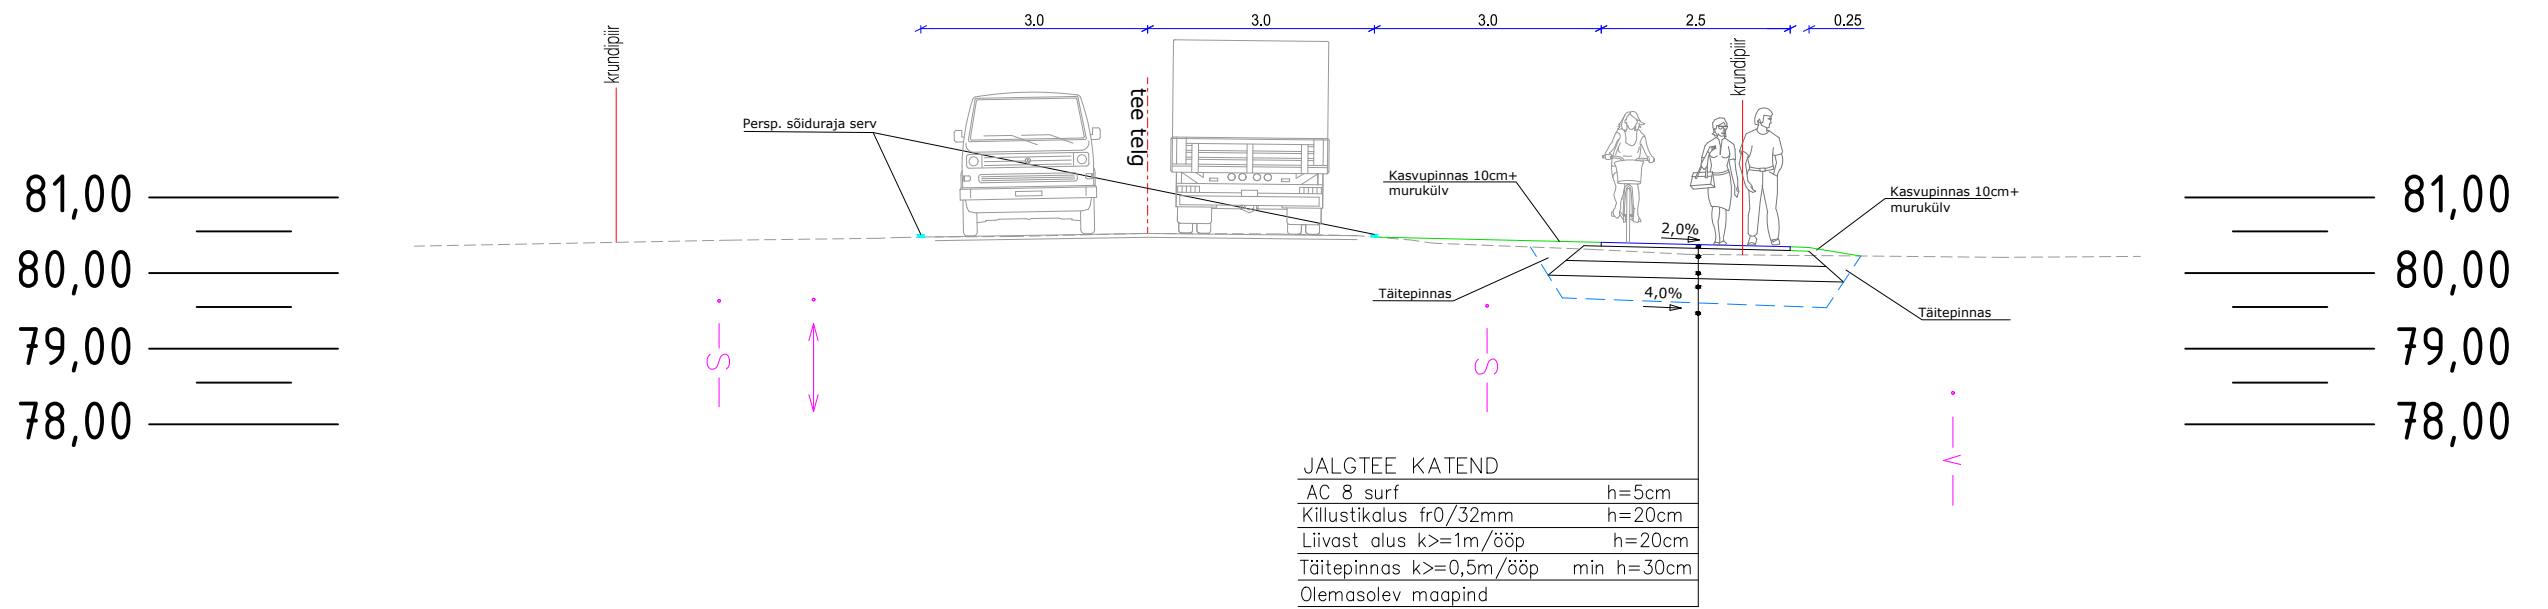 3.0 3.0 3.0 2.5 0.25
krundipiir
krundipiir
tee telg
Persp. sõiduraja serv
Kasvupinnas 10cm+
murukülv
Kasvupinnas 10cm+
murukülv
81,00
81,00
2,0%
80,00
80,00
Täitepinnas
4,0%
Täitepinnas
79,00
79,00
S
S
78,00
78,00
V
JALGTEE KATEND
AC 8 surf h=5cm
Killustikalus fr0/32mm h=20cm
Liivast alus k>=1m/ööp h=20cm
Täitepinnas k>=0,5m/ööp min h=30cm
Olemasolev maapind